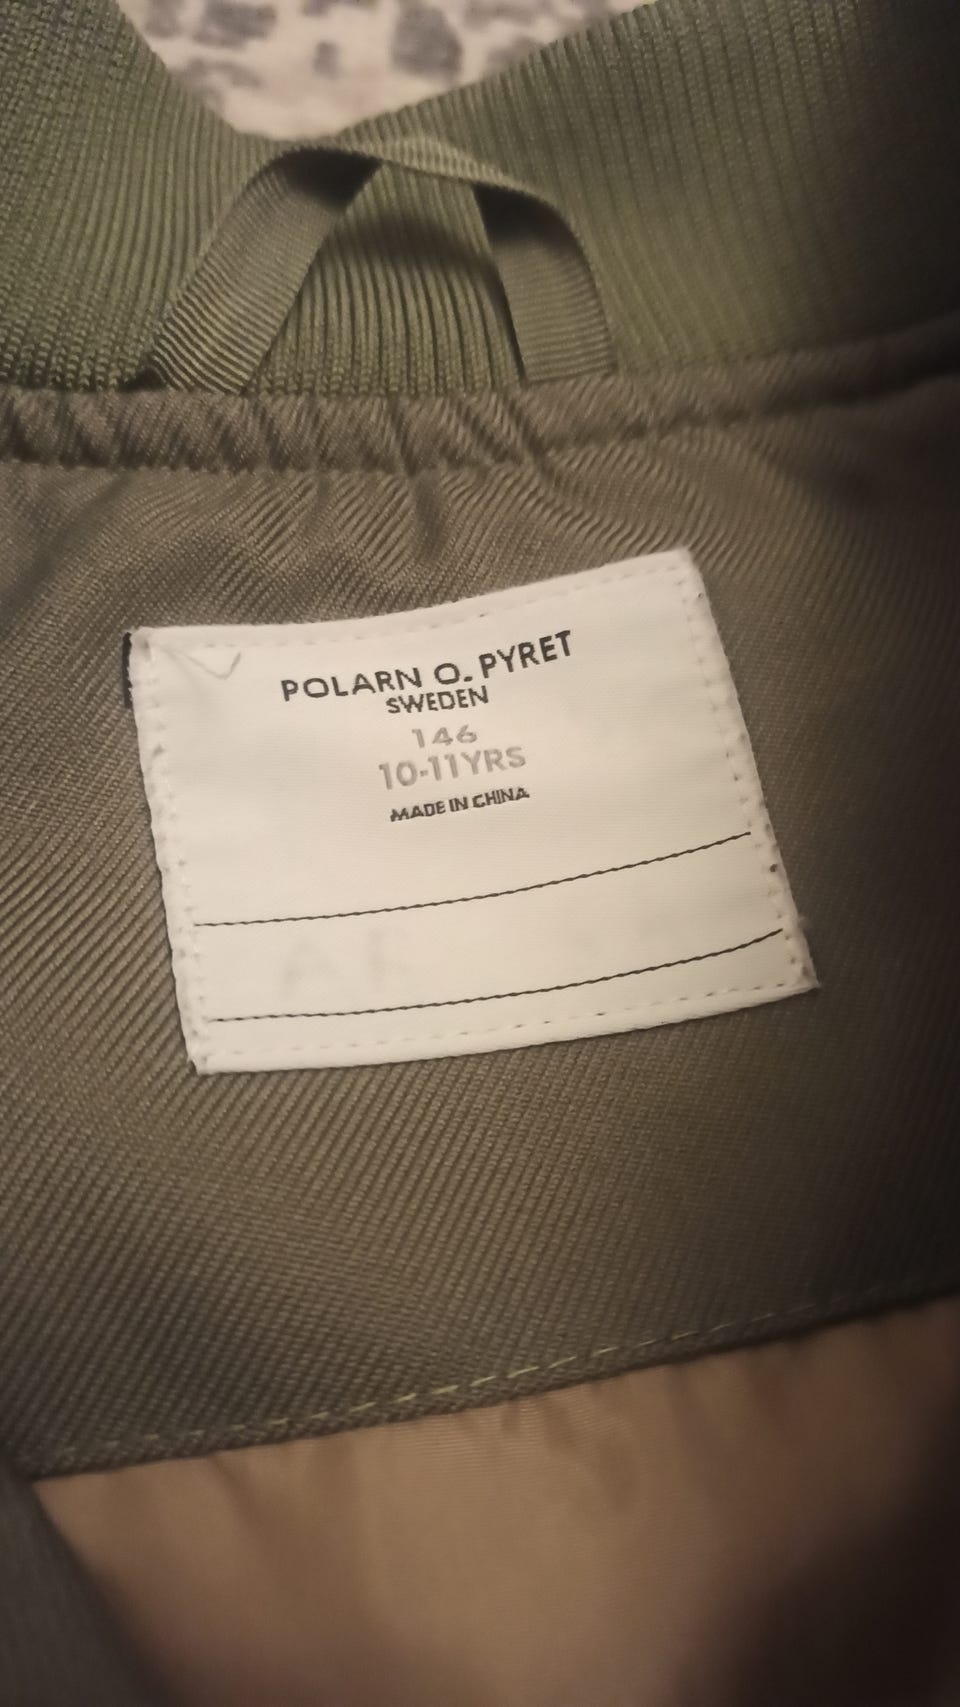 POLARN O. PYRET
SWEDEN
146
10-11YRS
MADE IN CHINA